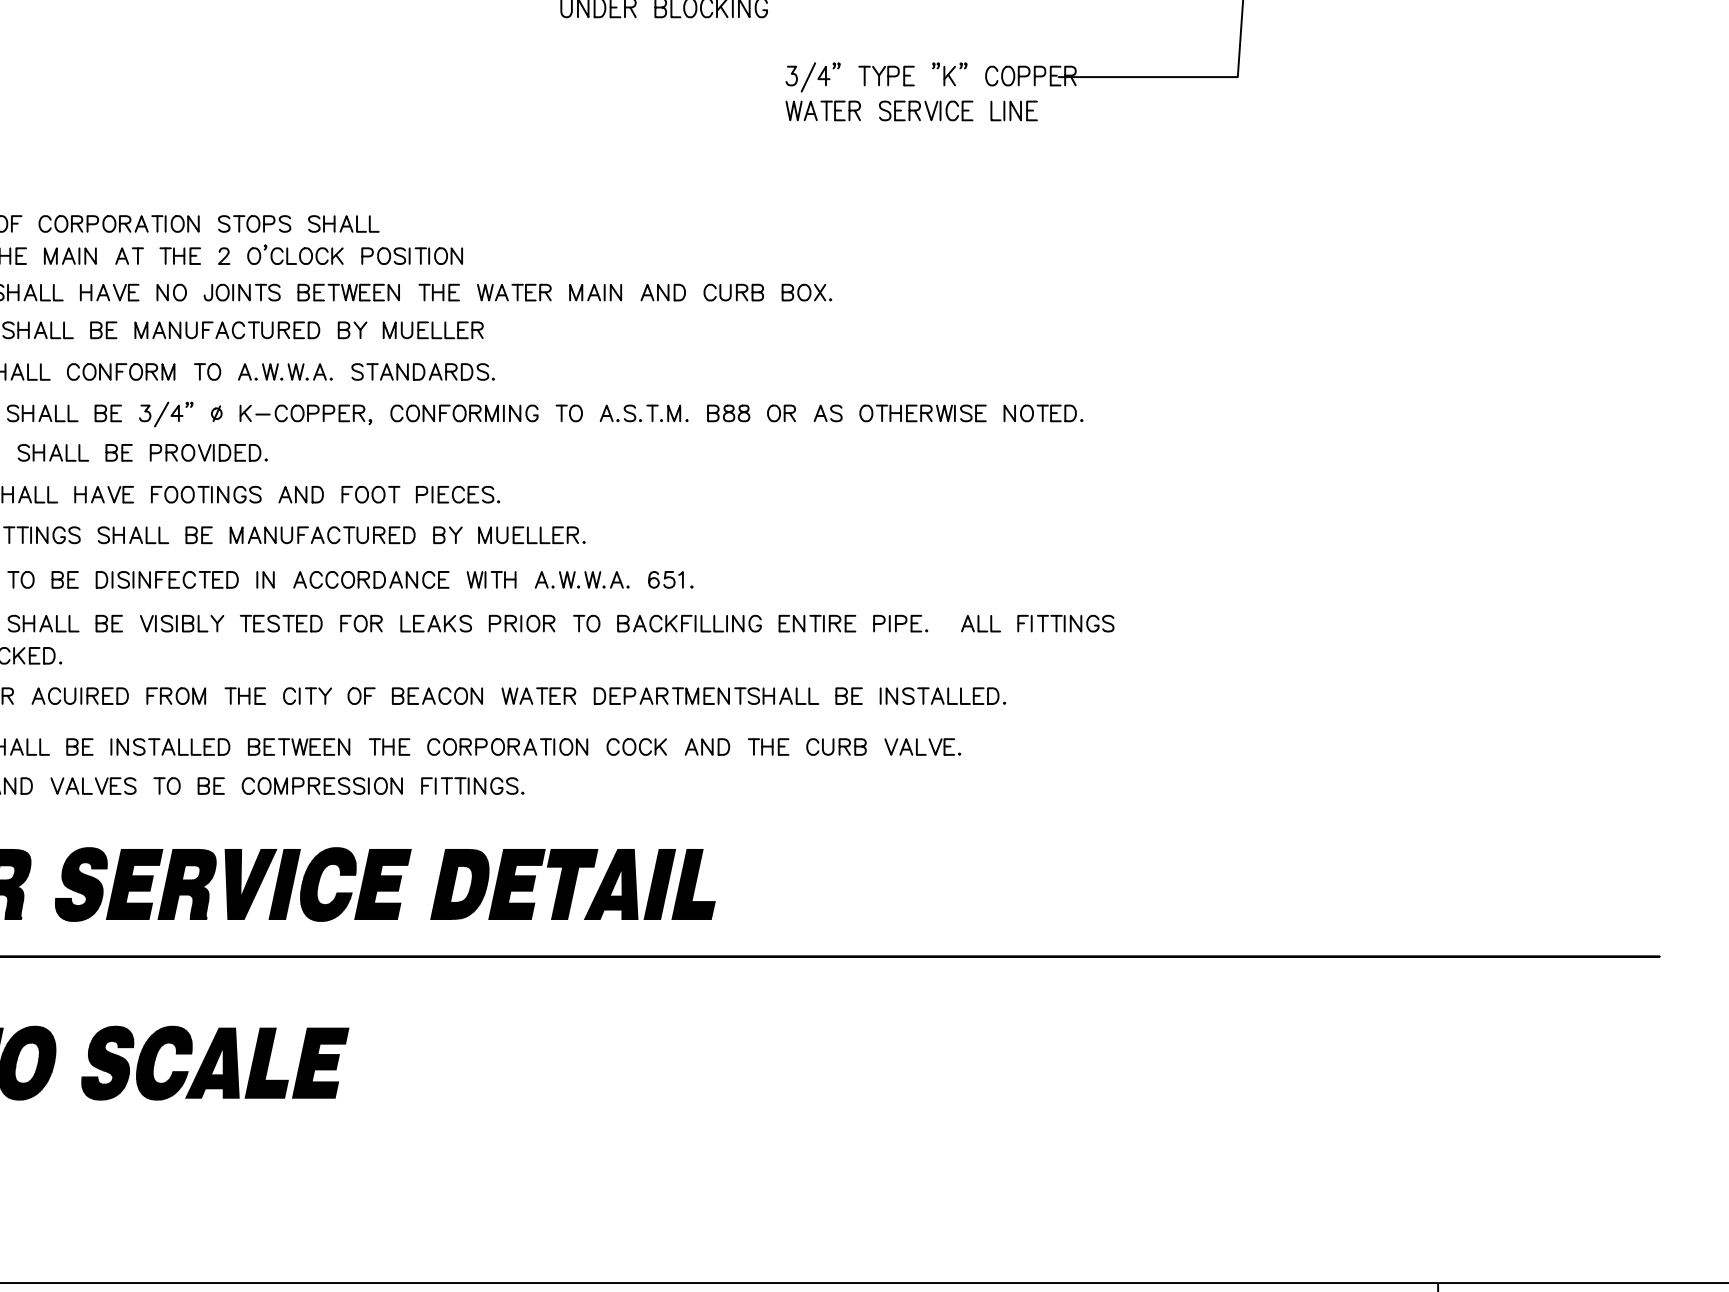 UNDER BLOCKING
3/4” TYPE ”K” COPPER
WATER SERVICE LINE
OF CORPORATION STOPS SHALL
THE MAIN AT THE 2 O’CLOCK POSITION
SHALL HAVE NO JOINTS BETWEEN THE WATER MAIN AND CURB BOX.
SHALL BE MANUFACTURED BY MUELLER
HALL CONFORM TO A.W.W.A. STANDARDS.
SHALL BE 3/4” ø K–COPPER, CONFORMING TO A.S.T.M. B88 OR AS OTHERWISE NOTED.
SHALL BE PROVIDED.
HALL HAVE FOOTINGS AND FOOT PIECES.
TTINGS SHALL BE MANUFACTURED BY MUELLER.
TO BE DISINFECTED IN ACCORDANCE WITH A.W.W.A. 651.
SHALL BE VISIBLY TESTED FOR LEAKS PRIOR TO BACKFILLING ENTIRE PIPE. ALL FITTINGS
CKED.
R ACUIRED FROM THE CITY OF BEACON WATER DEPARTMENTSHALL BE INSTALLED.
HALL BE INSTALLED BETWEEN THE CORPORATION COCK AND THE CURB VALVE.
AND VALVES TO BE COMPRESSION FITTINGS.
R SERVICE DETAIL
TO SCALE